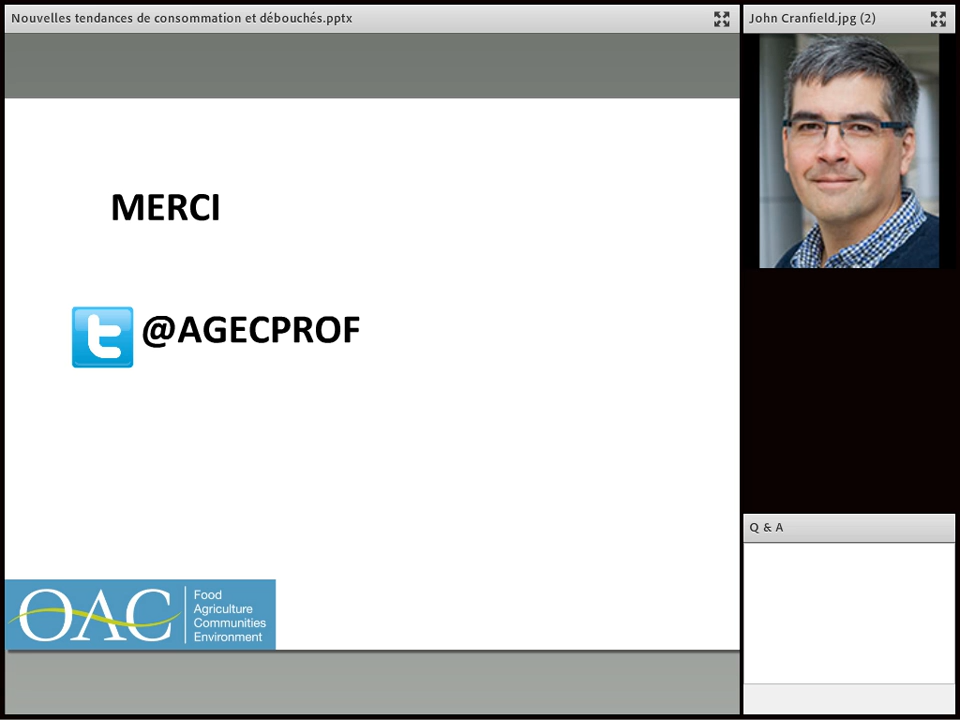 Nouvelles tendances de consommation et débouchés.pptx
John Cranfield.jpg (2)
MERCI
@AGECPROF
Q & A
OAC
Food
Agriculture
Communities
Environment